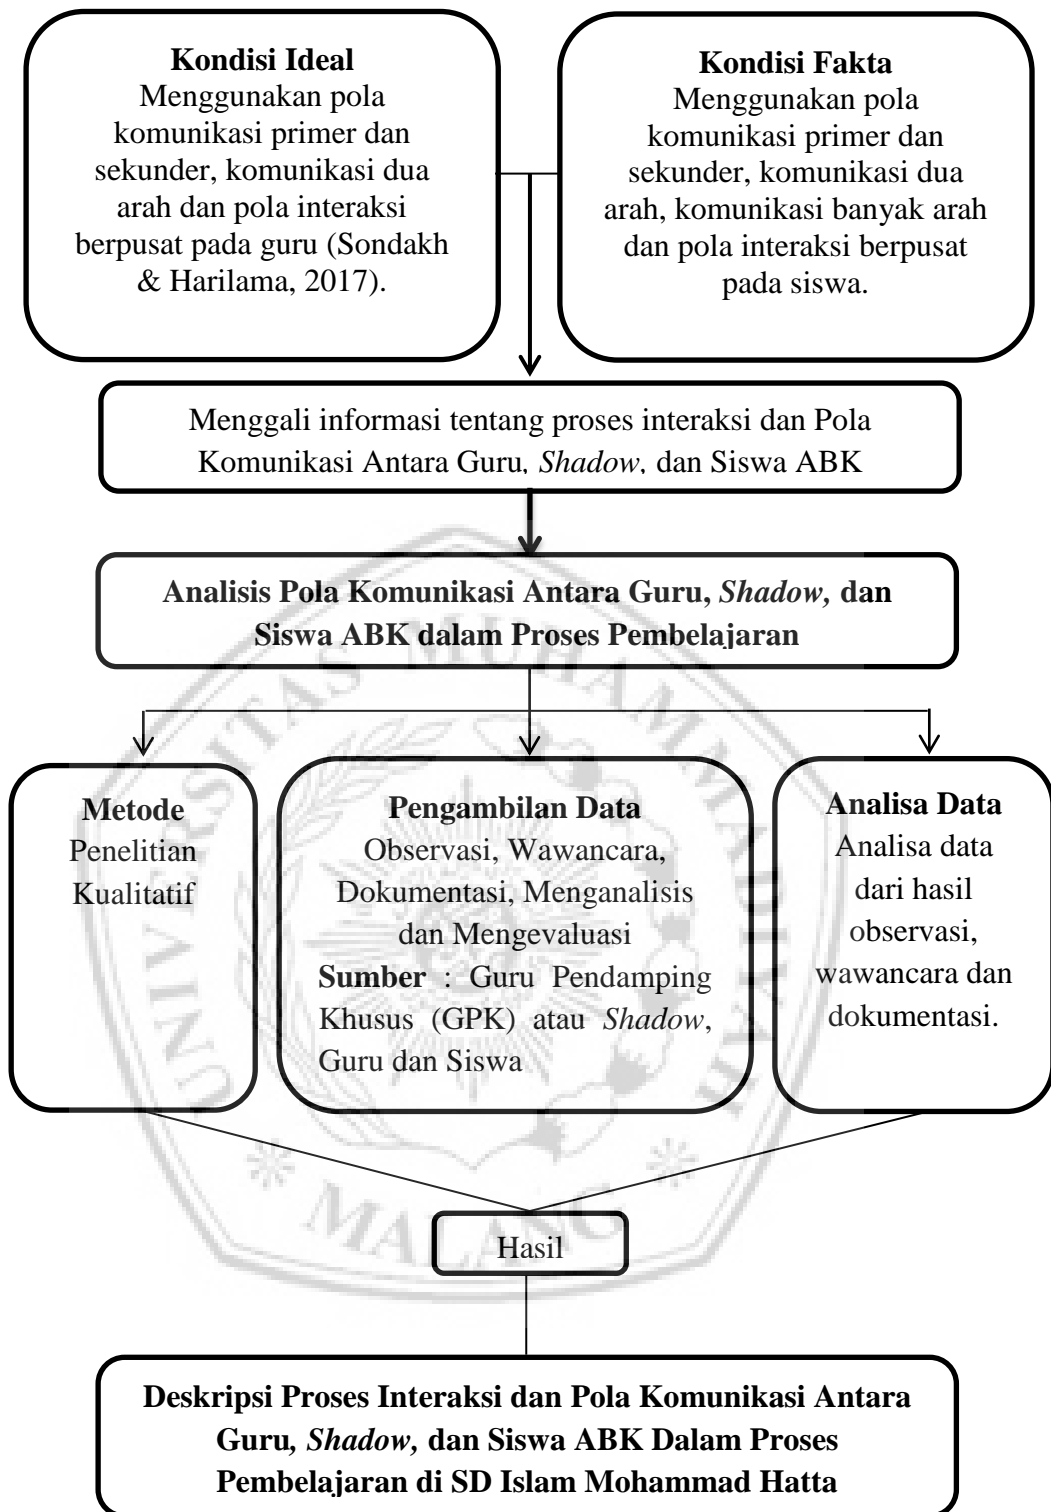 Kondisi Ideal
Menggunakan pola
komunikasi primer dan
sekunder, komunikasi dua
arah dan pola interaksi
berpusat pada guru (Sondakh
& Harilama, 2017).
Kondisi Fakta
Menggunakan pola
komunikasi primer dan
sekunder, komunikasi dua
arah, komunikasi banyak arah
dan pola interaksi berpusat
pada siswa.
Menggali informasi tentang proses interaksi dan Pola
Komunikasi Antara Guru, Shadow, dan Siswa ABK
Analisis Pola Komunikasi Antara Guru, Shadow, dan
Siswa ABK dalam Proses Pembelajaran
Metode
Penelitian
Kualitatif
Pengambilan Data
Observasi, Wawancara,
Dokumentasi, Menganalisis
dan Mengevaluasi
Sumber : Guru Pendamping
Khusus (GPK) atau Shadow,
Guru dan Siswa
Analisa Data
Analisa data
dari hasil
observasi,
wawancara dan
dokumentasi.
Hasil
Deskripsi Proses Interaksi dan Pola Komunikasi Antara
Guru, Shadow, dan Siswa ABK Dalam Proses
Pembelajaran di SD Islam Mohammad Hatta
UNIVERSITAS MUHAMMADIYAH
MALANG